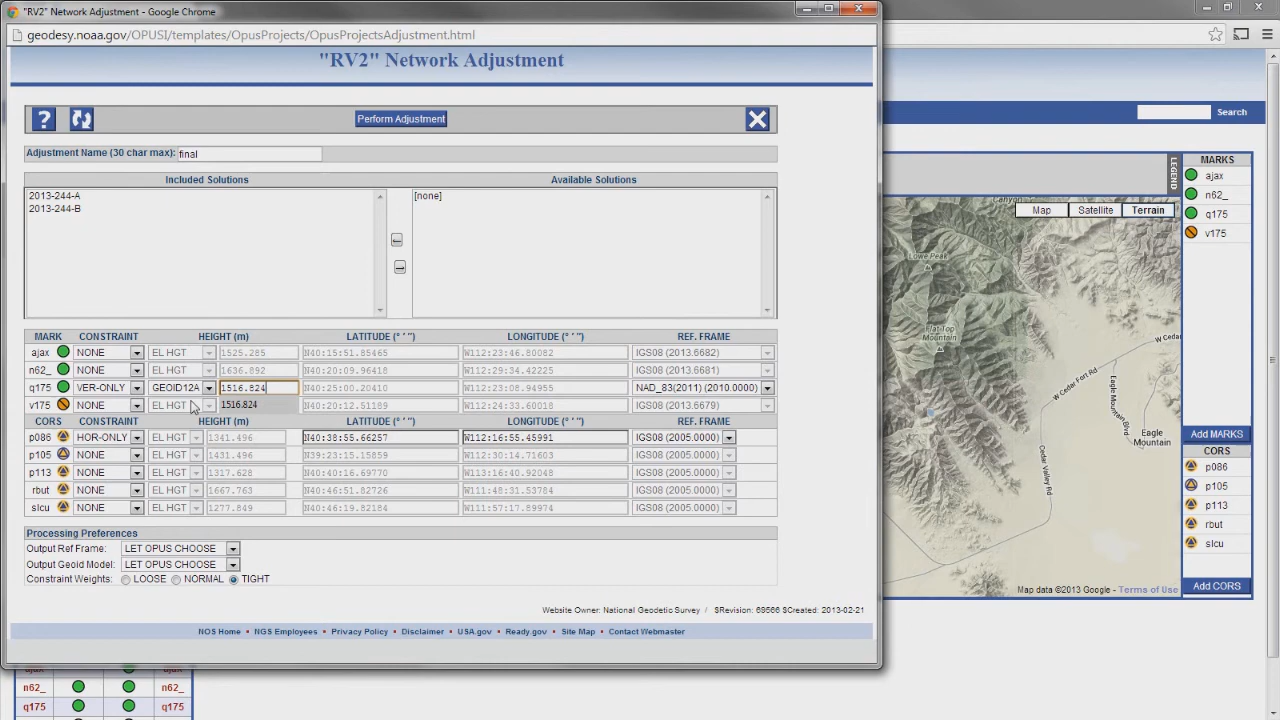 "RV2" Network Adjustment - Google Chrome
geodesy.noaa.gov/OPUSI/templates/OpusProjects/OpusProjectsAdjustment.html
"RV2" Network Adjustment
? Perform Adjustment
Adjustment Name (30 char max): final
Included Solutions Available Solutions
2013-244-A [none]
2013-244-B
MARK CONSTRAINT HEIGHT (m) LATITUDE (° ' ") LONGITUDE (° ' ") REF. FRAME
ajax NONE EL HGT 1525.285 N40:15:51.85465 W112:23:46.80082 IGS08 (2013.6682)
n62_ NONE EL HGT 1636.892 N40:20:09.96418 W112:29:34.42225 IGS08 (2013.6681)
q175 VER-ONLY GEOID12A 1516.824 N40:25:00.20410 W112:23:08.94955 NAD_83(2011) (2010.0000)
v175 NONE EL HGT 1516.824 N40:20:12.51189 W112:24:33.60018 IGS08 (2013.6679)
CORS CONSTRAINT HEIGHT (m) LATITUDE (° ' ") LONGITUDE (° ' ") REF. FRAME
p086 HOR-ONLY EL HGT 1341.496 N40:38:55.66257 W112:16:55.45991 IGS08 (2005.0000)
p105 NONE EL HGT 1431.496 N39:23:15.15859 W112:30:14.71603 IGS08 (2005.0000)
p113 NONE EL HGT 1317.628 N40:40:16.69770 W113:16:40.92048 IGS08 (2005.0000)
rbut NONE EL HGT 1667.763 N40:46:51.82726 W111:48:31.53784 IGS08 (2005.0000)
slcu NONE EL HGT 1277.849 N40:46:19.82184 W111:57:17.89974 IGS08 (2005.0000)
Processing Preferences
Output Ref Frame: LET OPUS CHOOSE
Output Geoid Model: LET OPUS CHOOSE
Constraint Weights: LOOSE NORMAL TIGHT
Website Owner: National Geodetic Survey / $Revision: 69566 $Created: 2013-02-21
NOS Home • NGS Employees • Privacy Policy • Disclaimer • USA.gov • Ready.gov • Site Map • Contact Webmaster
Search
LEGEND
Map Satellite Terrain
Lowe Peak
Flat Top
Mountain
W Cedar Fort Rd
W Ceda
Eagle Mountain Blvd
Eagle
Mountain
Cedar Valley Rd
Map data ©2013 Google - Terms of Use
MARKS
ajax
n62_
q175
v175
Add MARKS
CORS
p086
p105
p113
rbut
slcu
Add CORS
n62_ n62_
q175 q175